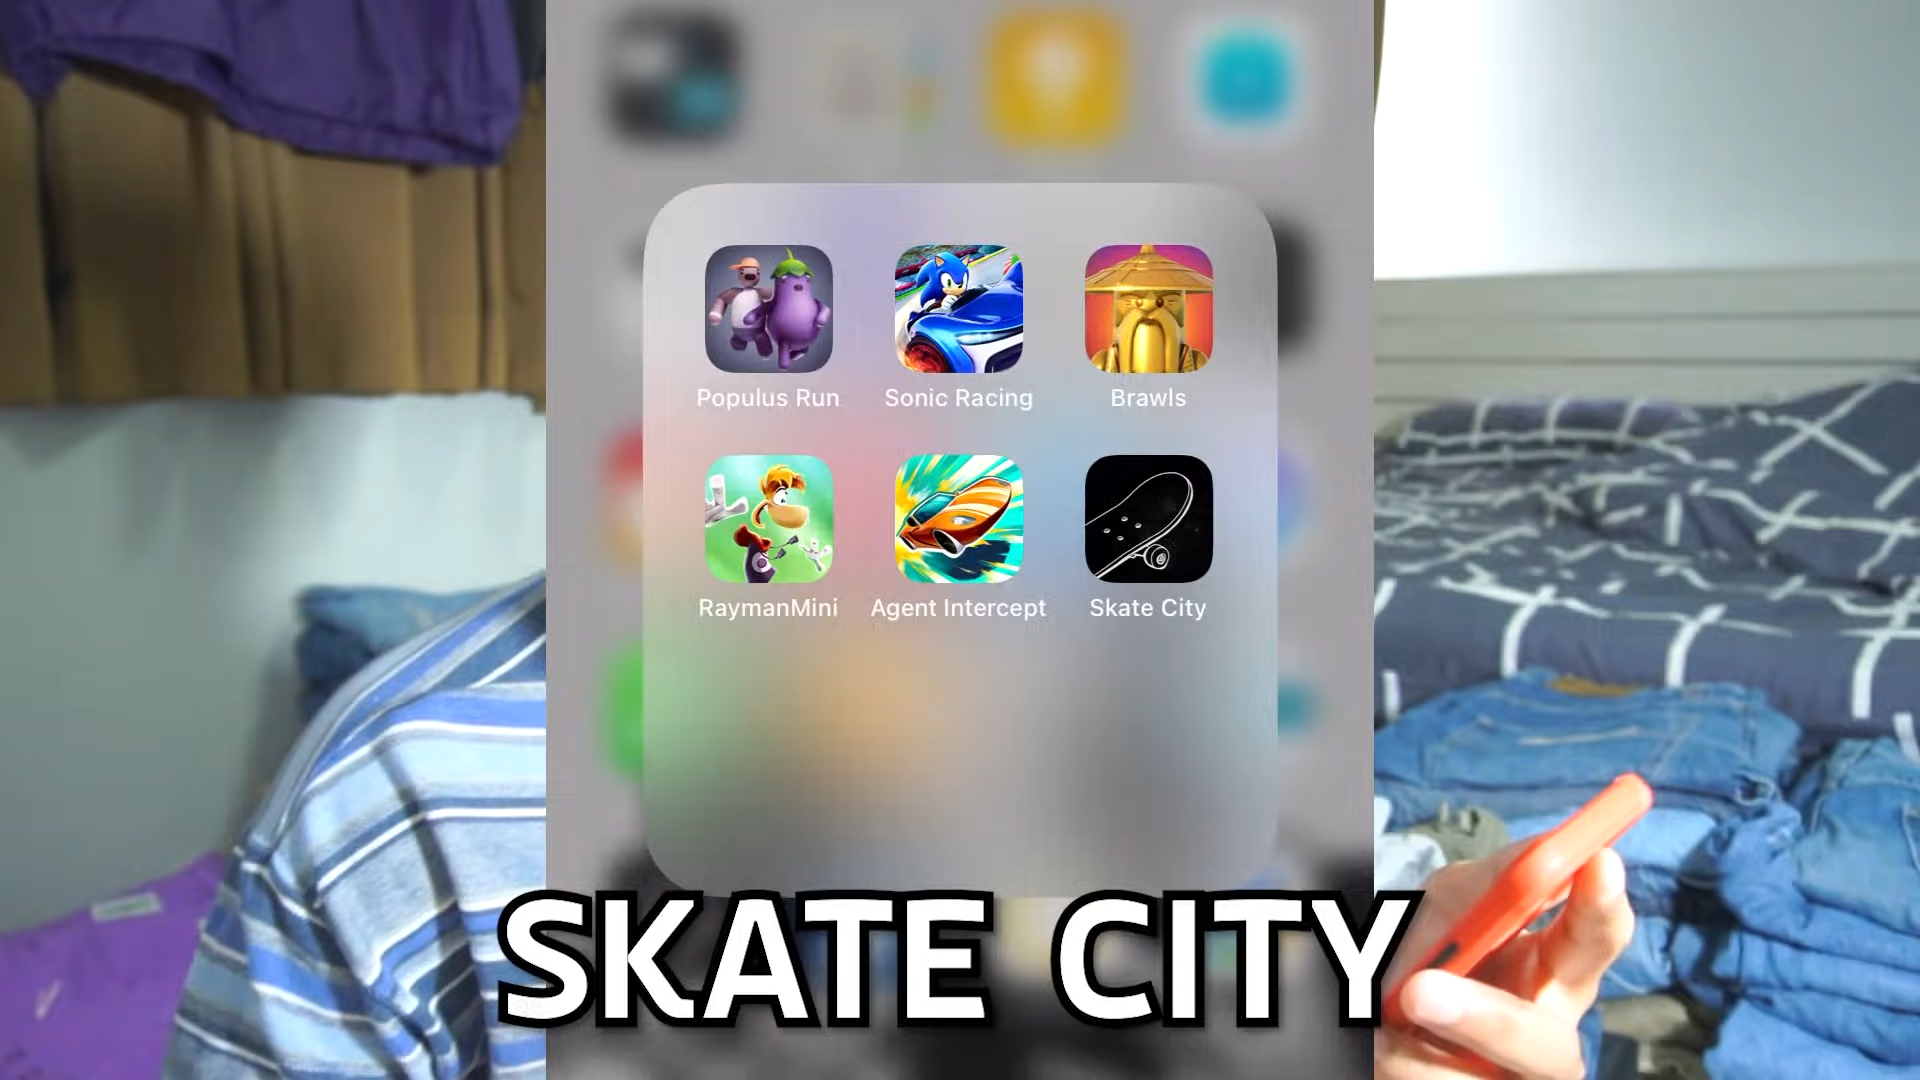 Populus Run
Sonic Racing
Brawls
RaymanMini
Agent Intercept
Skate City
SKATE CITY